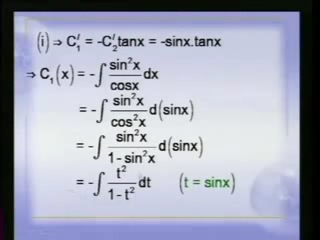 (i) ⇒ C₁′ = -C₂′tanx = -sinx.tanx
⇒ C₁(x) = -∫ sin²x/cosx dx
= -∫ sin²x/cos²x d(sinx)
= -∫ sin²x/1-sin²x d(sinx)
= -∫ t²/1-t² dt (t = sinx)